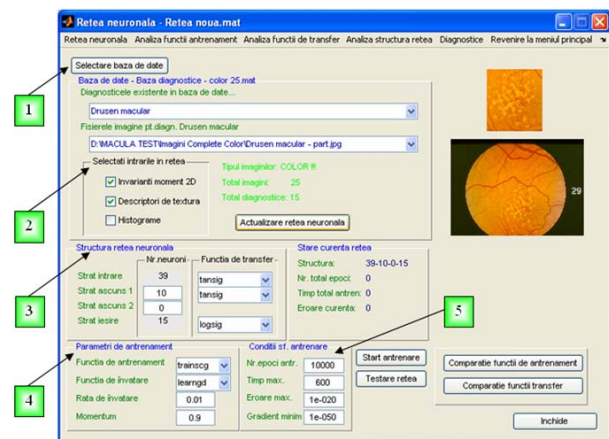 Retea neuronala - Retea noua.mat
Retea neuronala Analiza functii antrenament Analiza functii de transfer Analiza structura retea Diagnostice Revenire la meniul principal
Selectare baza de date
Baza de date - Baza diagnostice - color 25.mat
Diagnosticele existente in baza de date...
Drusen macular
Fisierele imagine pt.diagn. Drusen macular
D:\MACULA TEST\Imagini Complete Color\Drusen macular - part.jpg
Selectati intrarile in retea
Invarianti moment 2D
Descriptori de textura
Histograme
Tipul imaginilor: COLOR !!!
Total imagini: 25
Total diagnostice: 15
Actualizare retea neuronala
29
Structura retea neuronala
Nr.neuroni
Functia de transfer
Strat intrare 39 tansig
Strat ascuns 1 10 tansig
Strat ascuns 2 0
Strat iesire 15 logsig
Stare curenta retea
Structura: 39-10-0-15
Nr. total epoci: 0
Timp total antren: 0
Eroare curenta: 0
Parametri de antrenament
Functia de antrenament trainscg
Functia de învatare learngd
Rata de învatare 0.01
Momentum 0.9
Conditii sf. antrenare
Nr.epoci antr. 10000
Timp max. 600
Eroare max. 1e-020
Gradient minim 1e-050
Start antrenare
Testare retea
Comparatie functii de antrenament
Comparatie functii transfer
Inchide
1
2
3
4
5